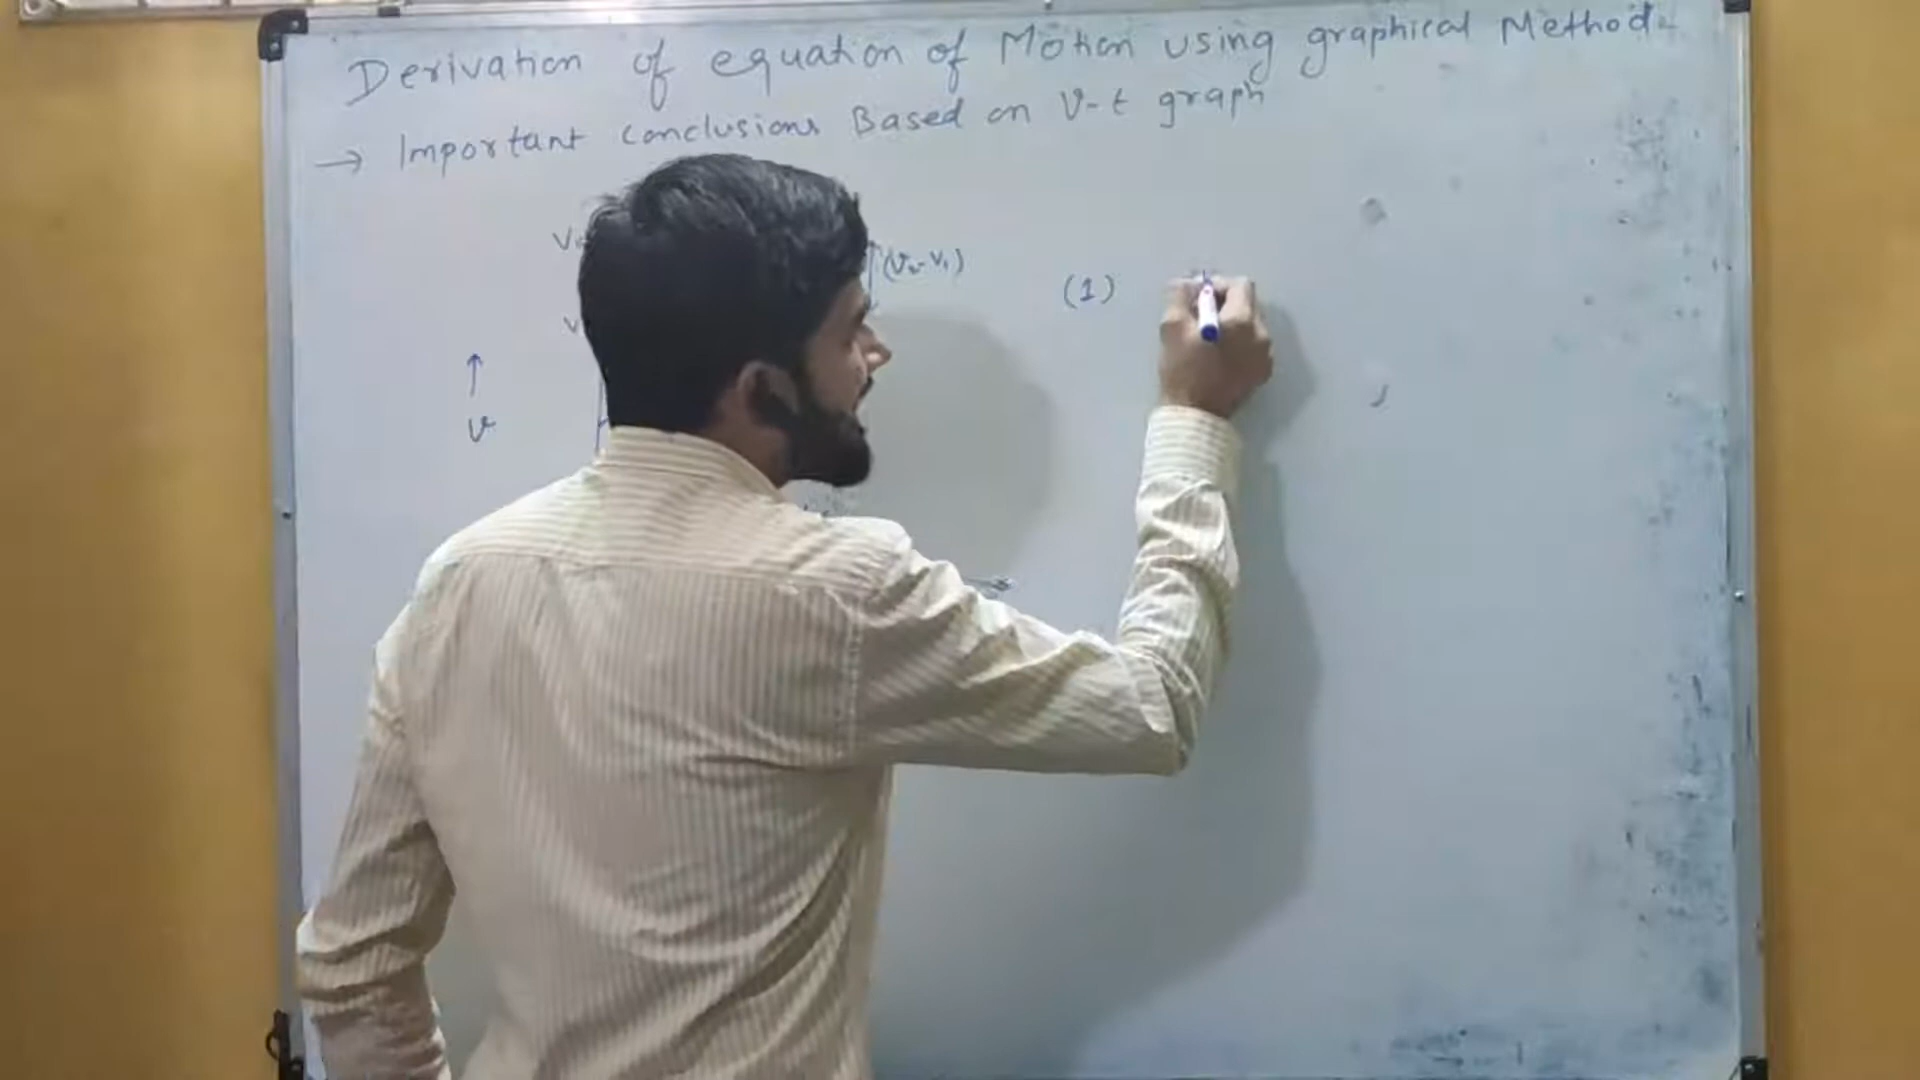 Derivation of equation of Motion using graphical Method.
→ Important Conclusions Based on V-t graph
(V₂-V₁)
(1)
V
↑
v